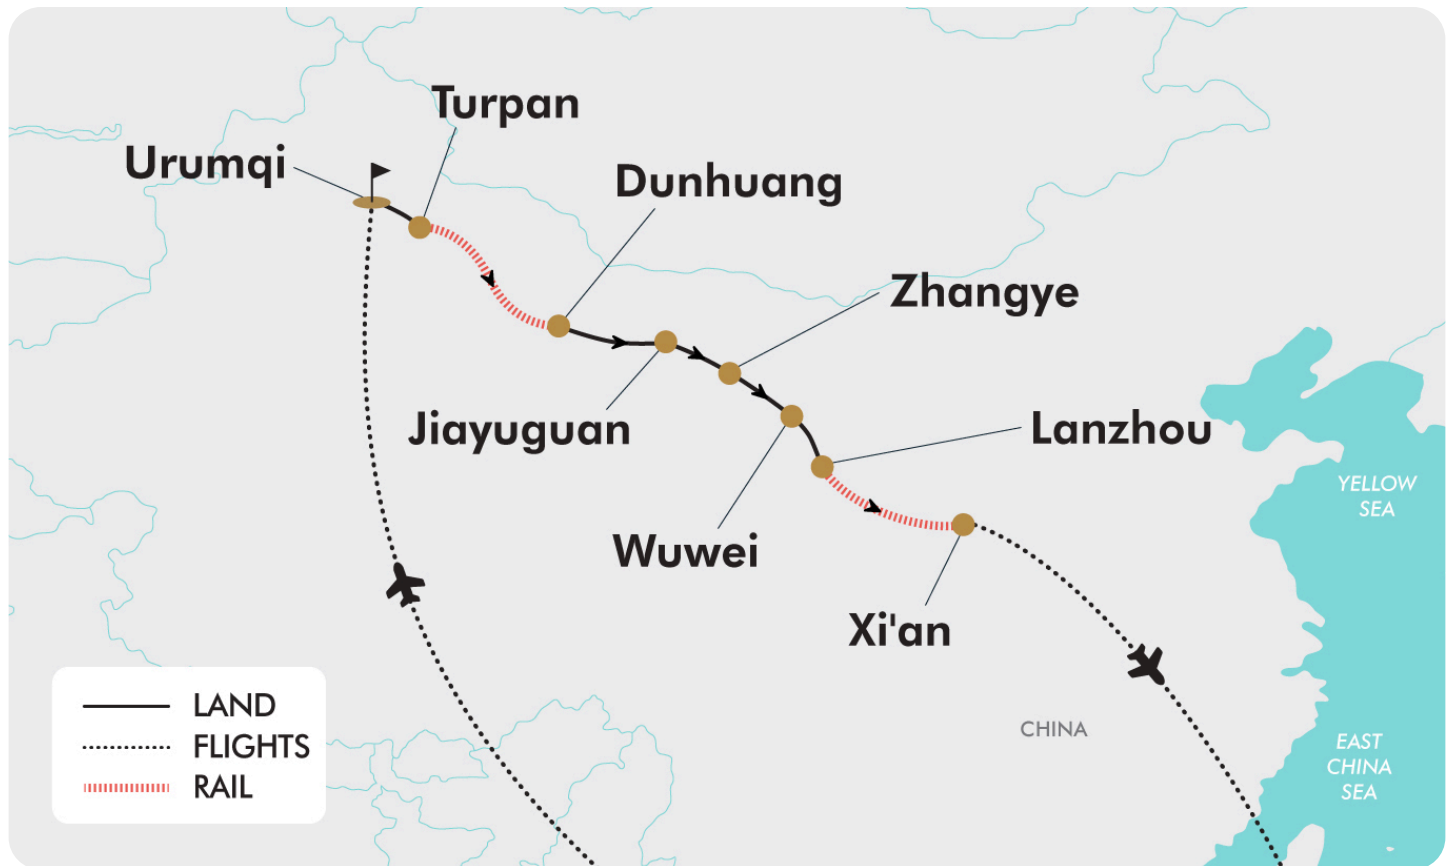 Turpan
Urumqi
Dunhuang
Zhangye
Jiayuguan
Lanzhou
YELLOW
SEA
Wuwei
Xi'an
LAND
FLIGHTS
RAIL
CHINA
EAST
CHINA
SEA